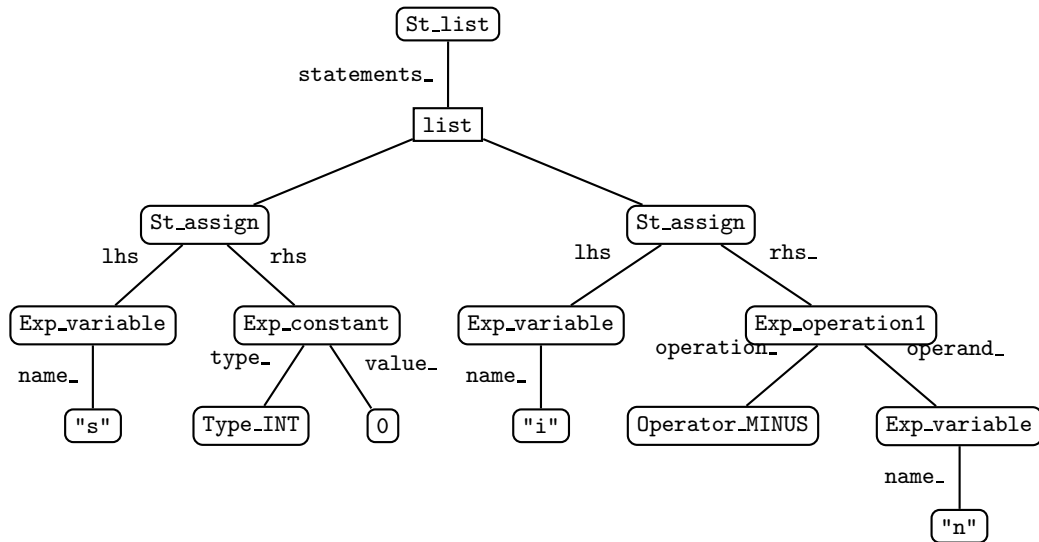 St_list
statements_
list
St_assign St_assign
lhs rhs lhs rhs_
Exp_variable Exp_constant Exp_variable Exp_operation1
type_ value_ operation_ operand_
name_ name_
"s" Type_INT 0 "i" Operator_MINUS Exp_variable
name_
"n"